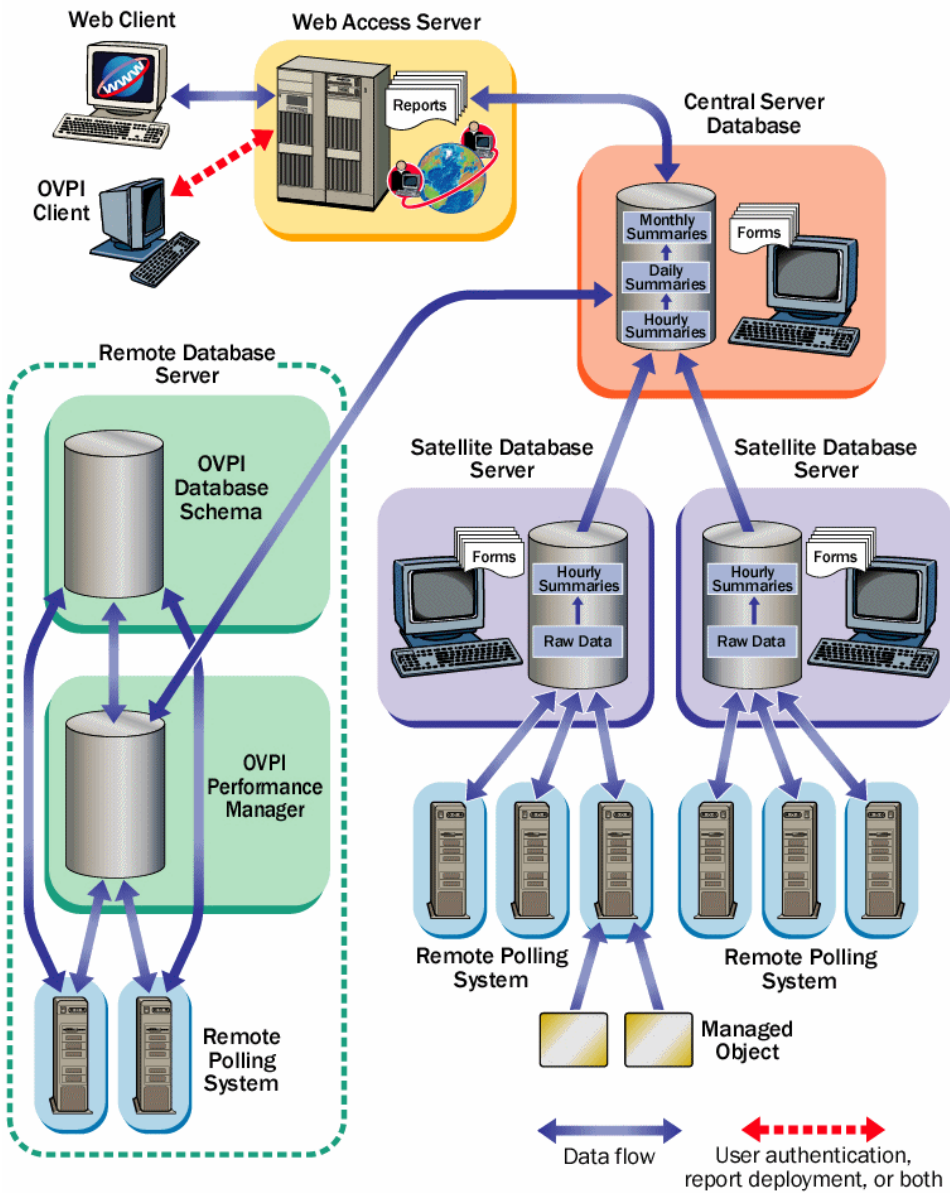 Web Client
Web Access Server
WWW
Reports
OVPI
Client
Central Server
Database
Monthly
Summaries
Daily
Summaries
Hourly
Summaries
Forms
Remote Database
Server
OVPI
Database
Schema
OVPI
Performance
Manager
Remote
Polling
System
Satellite Database
Server
Forms
Hourly
Summaries
Raw Data
Satellite Database
Server
Hourly
Summaries
Raw Data
Forms
Remote Polling
System
Remote Polling
System
Managed
Object
Data flow
User authentication,
report deployment, or both